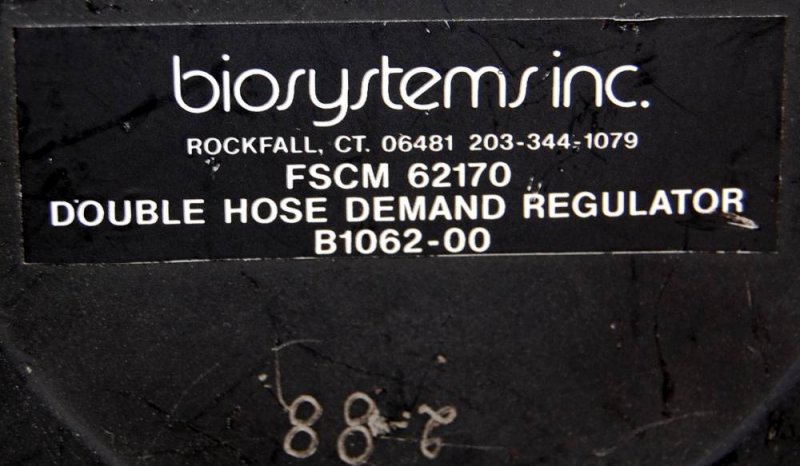 biosystems inc.
ROCKFALL, CT. 06481 203-344-1079
FSCM 62170
DOUBLE HOSE DEMAND REGULATOR
B1062-00
88-2